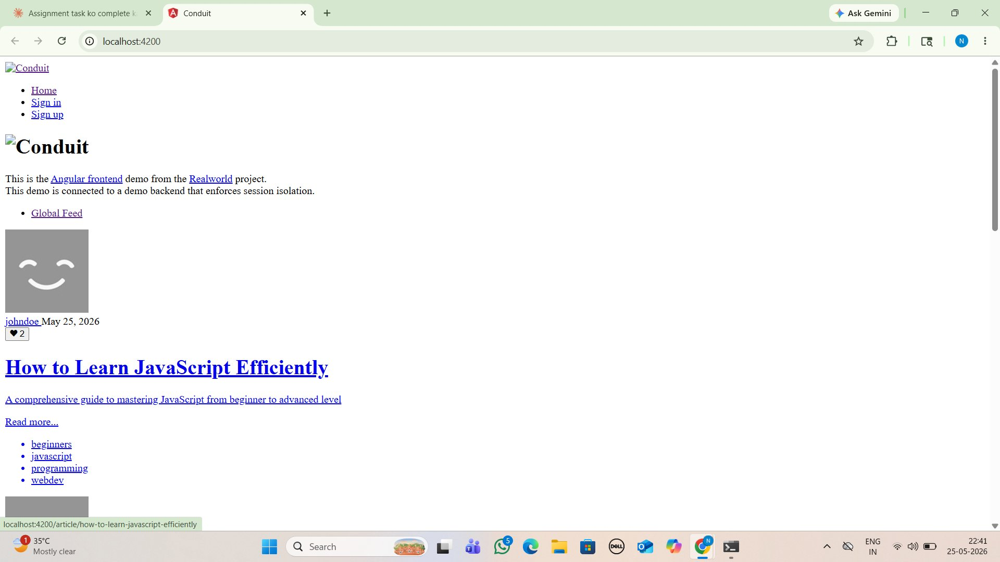 Assignment task ko complete k
Conduit
Ask Gemini
localhost:4200
N
Conduit
Home
Sign in
Sign up
Conduit
This is the Angular frontend demo from the Realworld project.
This demo is connected to a demo backend that enforces session isolation.
Global Feed
johndoe May 25, 2026
2
How to Learn JavaScript Efficiently
A comprehensive guide to mastering JavaScript from beginner to advanced level
Read more...
beginners
javascript
programming
webdev
localhost:4200/article/how-to-learn-javascript-efficiently
1
35°C
Mostly clear
Search
T
5
DELL
O
N
ENG
IN
22:41
25-05-2026